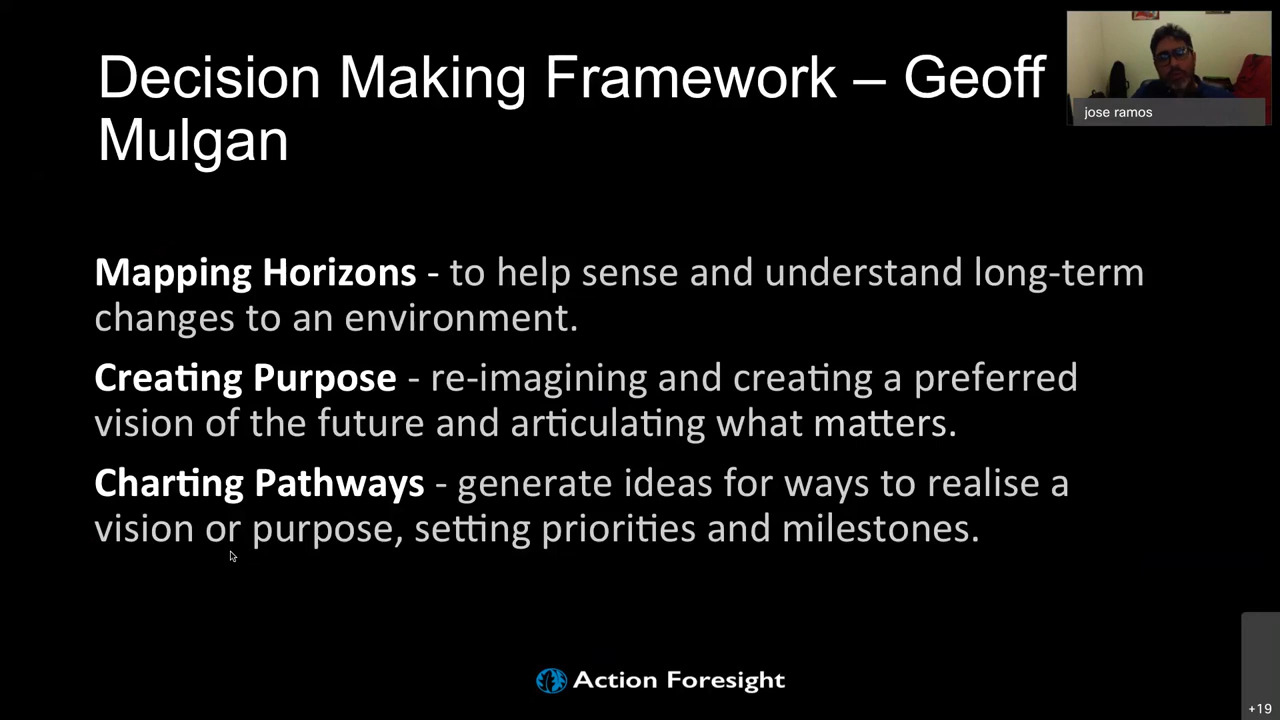 Decision Making Framework – Geoff
Mulgan
jose ramos
Mapping Horizons - to help sense and understand long-term
changes to an environment.
Creating Purpose - re-imagining and creating a preferred
vision of the future and articulating what matters.
Charting Pathways - generate ideas for ways to realise a
vision or purpose, setting priorities and milestones.
Action Foresight
+19